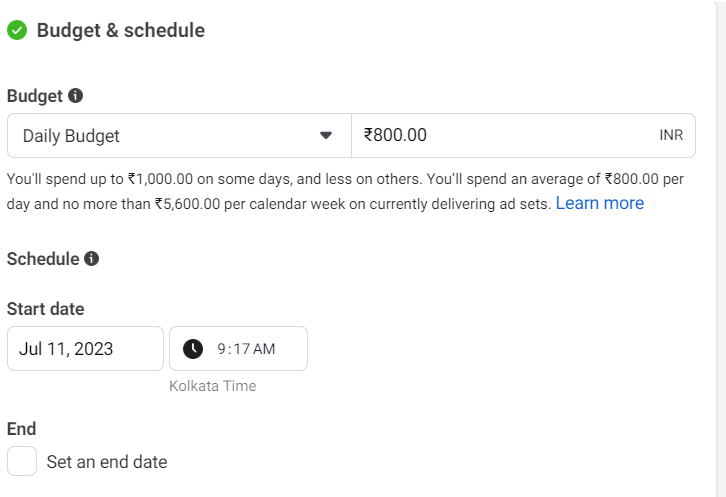 Budget & schedule
Budget
Daily Budget ₹800.00 INR
You'll spend up to ₹1,000.00 on some days, and less on others. You’ll spend an average of ₹800.00 per
day and no more than ₹5,600.00 per calendar week on currently delivering ad sets. Learn more
Schedule
Start date
Jul 11, 2023 9:17 AM
Kolkata Time
End
Set an end date